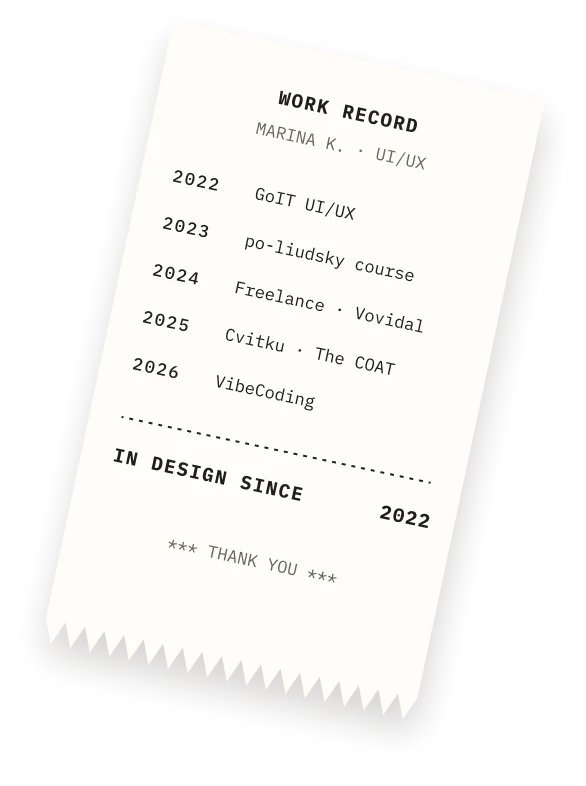 WORK RECORD
MARINA K. · UI/UX
2022 GoIT UI/UX
2023 po-liudsky course
2024 Freelance · Vovidal
2025 Cvitku · The COAT
2026 VibeCoding
IN DESIGN SINCE 2022
*** THANK YOU ***